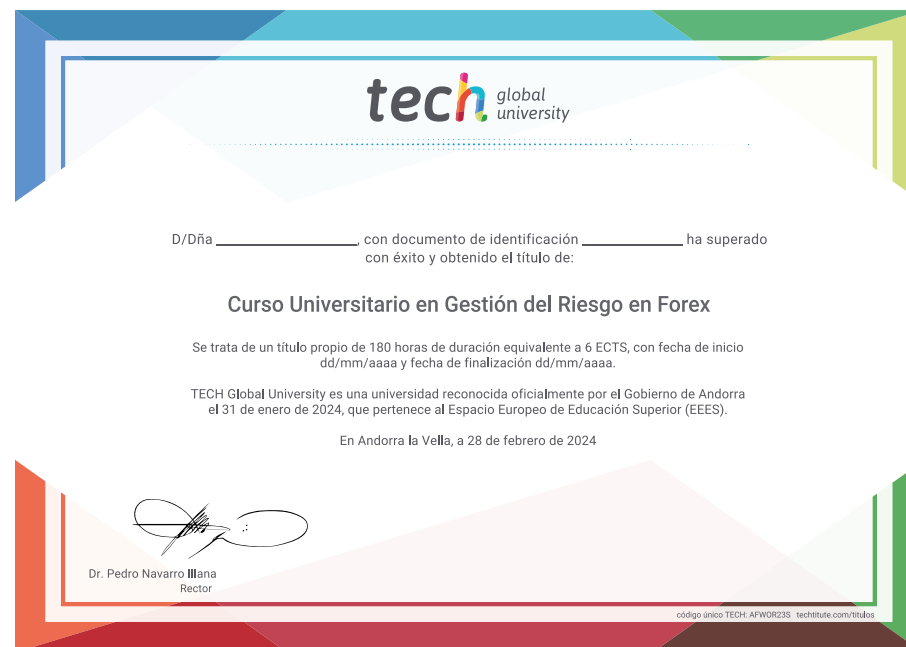 tech global university
D/Dña ____________________, con documento de identificación ______________ ha superado
con éxito y obtenido el título de:
Curso Universitario en Gestión del Riesgo en Forex
Se trata de un título propio de 180 horas de duración equivalente a 6 ECTS, con fecha de inicio
dd/mm/aaaa y fecha de finalización dd/mm/aaaa.
TECH Global University es una universidad reconocida oficialmente por el Gobierno de Andorra
el 31 de enero de 2024, que pertenece al Espacio Europeo de Educación Superior (EEES).
En Andorra la Vella, a 28 de febrero de 2024
Dr. Pedro Navarro Illana
Rector
código único TECH: AFWOR23S techtitute.com/titulos